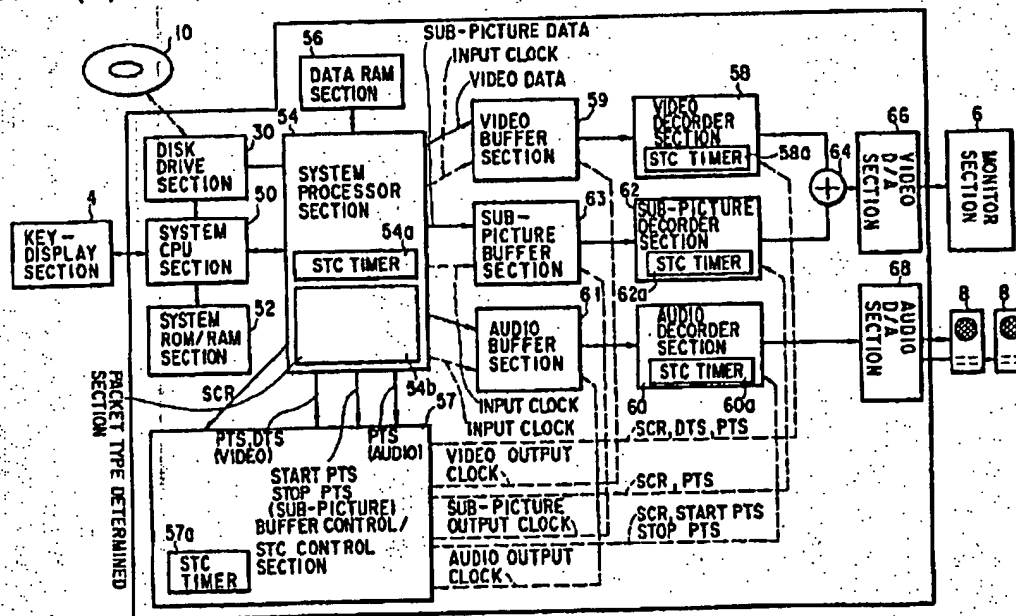 SUB-PICTURE DATA
INPUT CLOCK
VIDEO DATA
10
56
DATA RAM
SECTION
54
59
VIDEO
BUFFER
SECTION
58
VIDEO
DECORDER
SECTION
STC TIMER
58a
64
66
VIDEO
D/A
SECTION
6
MONITOR
SECTION
30
DISK
DRIVE
SECTION
SYSTEM
PROCESSOR
SECTION
54a
STC TIMER
54b
4
KEY-
DISPLAY
SECTION
50
SYSTEM
CPU
SECTION
63
SUB-
PICTURE
BUFFER
SECTION
62
SUB-PICTURE
DECORDER
SECTION
STC TIMER
62a
52
SYSTEM
ROM/RAM
SECTION
61
AUDIO
BUFFER
SECTION
AUDIO
DECORDER
SECTION
STC TIMER
60
60a
68
AUDIO
D/A
SECTION
8
8
PACKET TYPE DETERMINED
SECTION
SCR
57
INPUT CLOCK
INPUT CLOCK
PTS,DTS
(VIDEO)
PTS
(AUDIO)
START PTS
STOP PTS
(SUB-PICTURE)
BUFFER CONTROL/
STC CONTROL
SECTION
57a
STC
TIMER
VIDEO OUTPUT
CLOCK
SUB-PICTURE
OUTPUT CLOCK
AUDIO OUTPUT
CLOCK
SCR,DTS,PTS
SCR,PTS
SCR,START PTS
STOP PTS